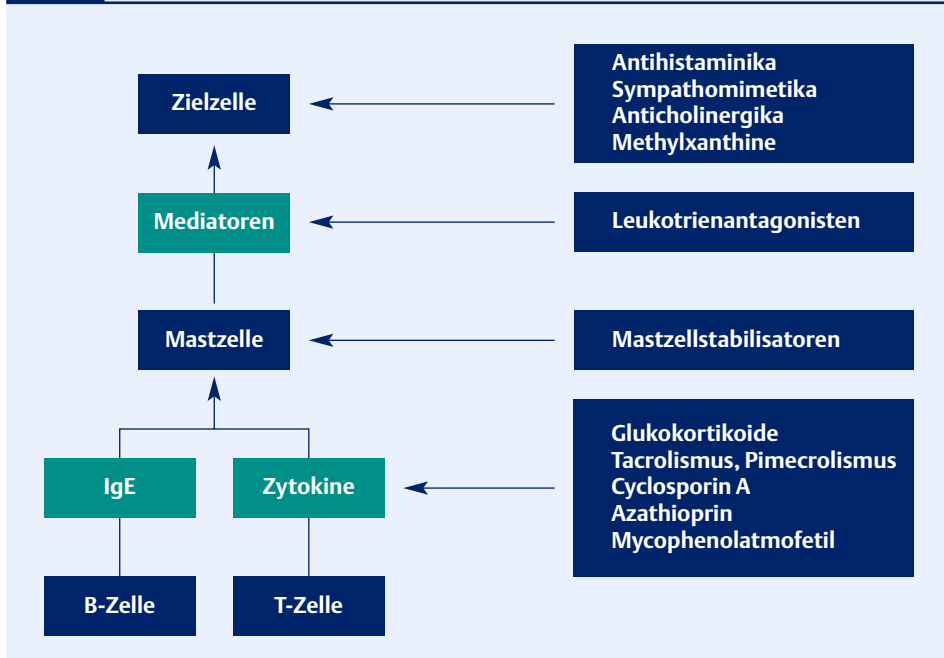 Zielzelle
Antihistaminika
Sympathomimetika
Anticholinergika
Methylxanthine
Mediatoren
Leukotrienantagonisten
Mastzelle
Mastzellstabilisatoren
IgE
Zytokine
Glukokortikoide
Tacrolismus, Pimecrolismus
Cyclosporin A
Azathioprin
Mycophenolatmofetil
B-Zelle
T-Zelle